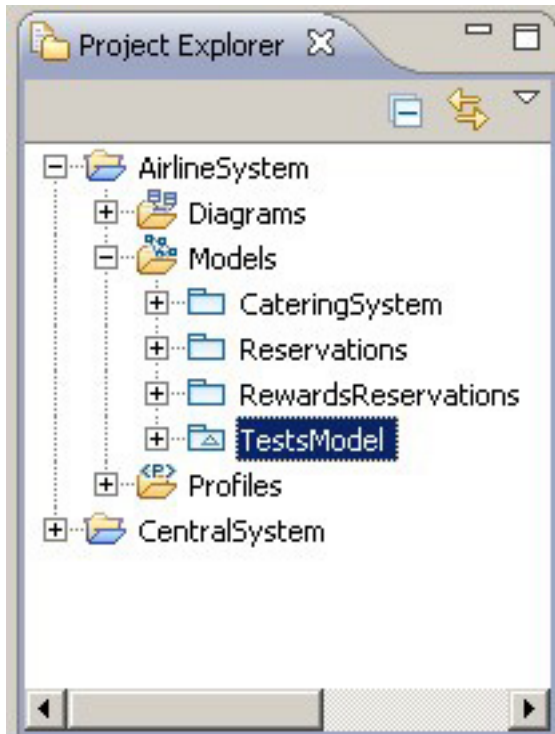 Project Explorer
AirlineSystem
Diagrams
Models
CateringSystem
Reservations
RewardsReservations
TestsModel
<P>
Profiles
CentralSystem